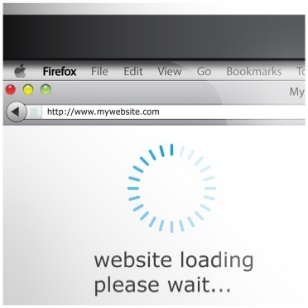 Firefox File Edit View Go Bookmarks
My
http://www.mywebsite.com
website loading
please wait...